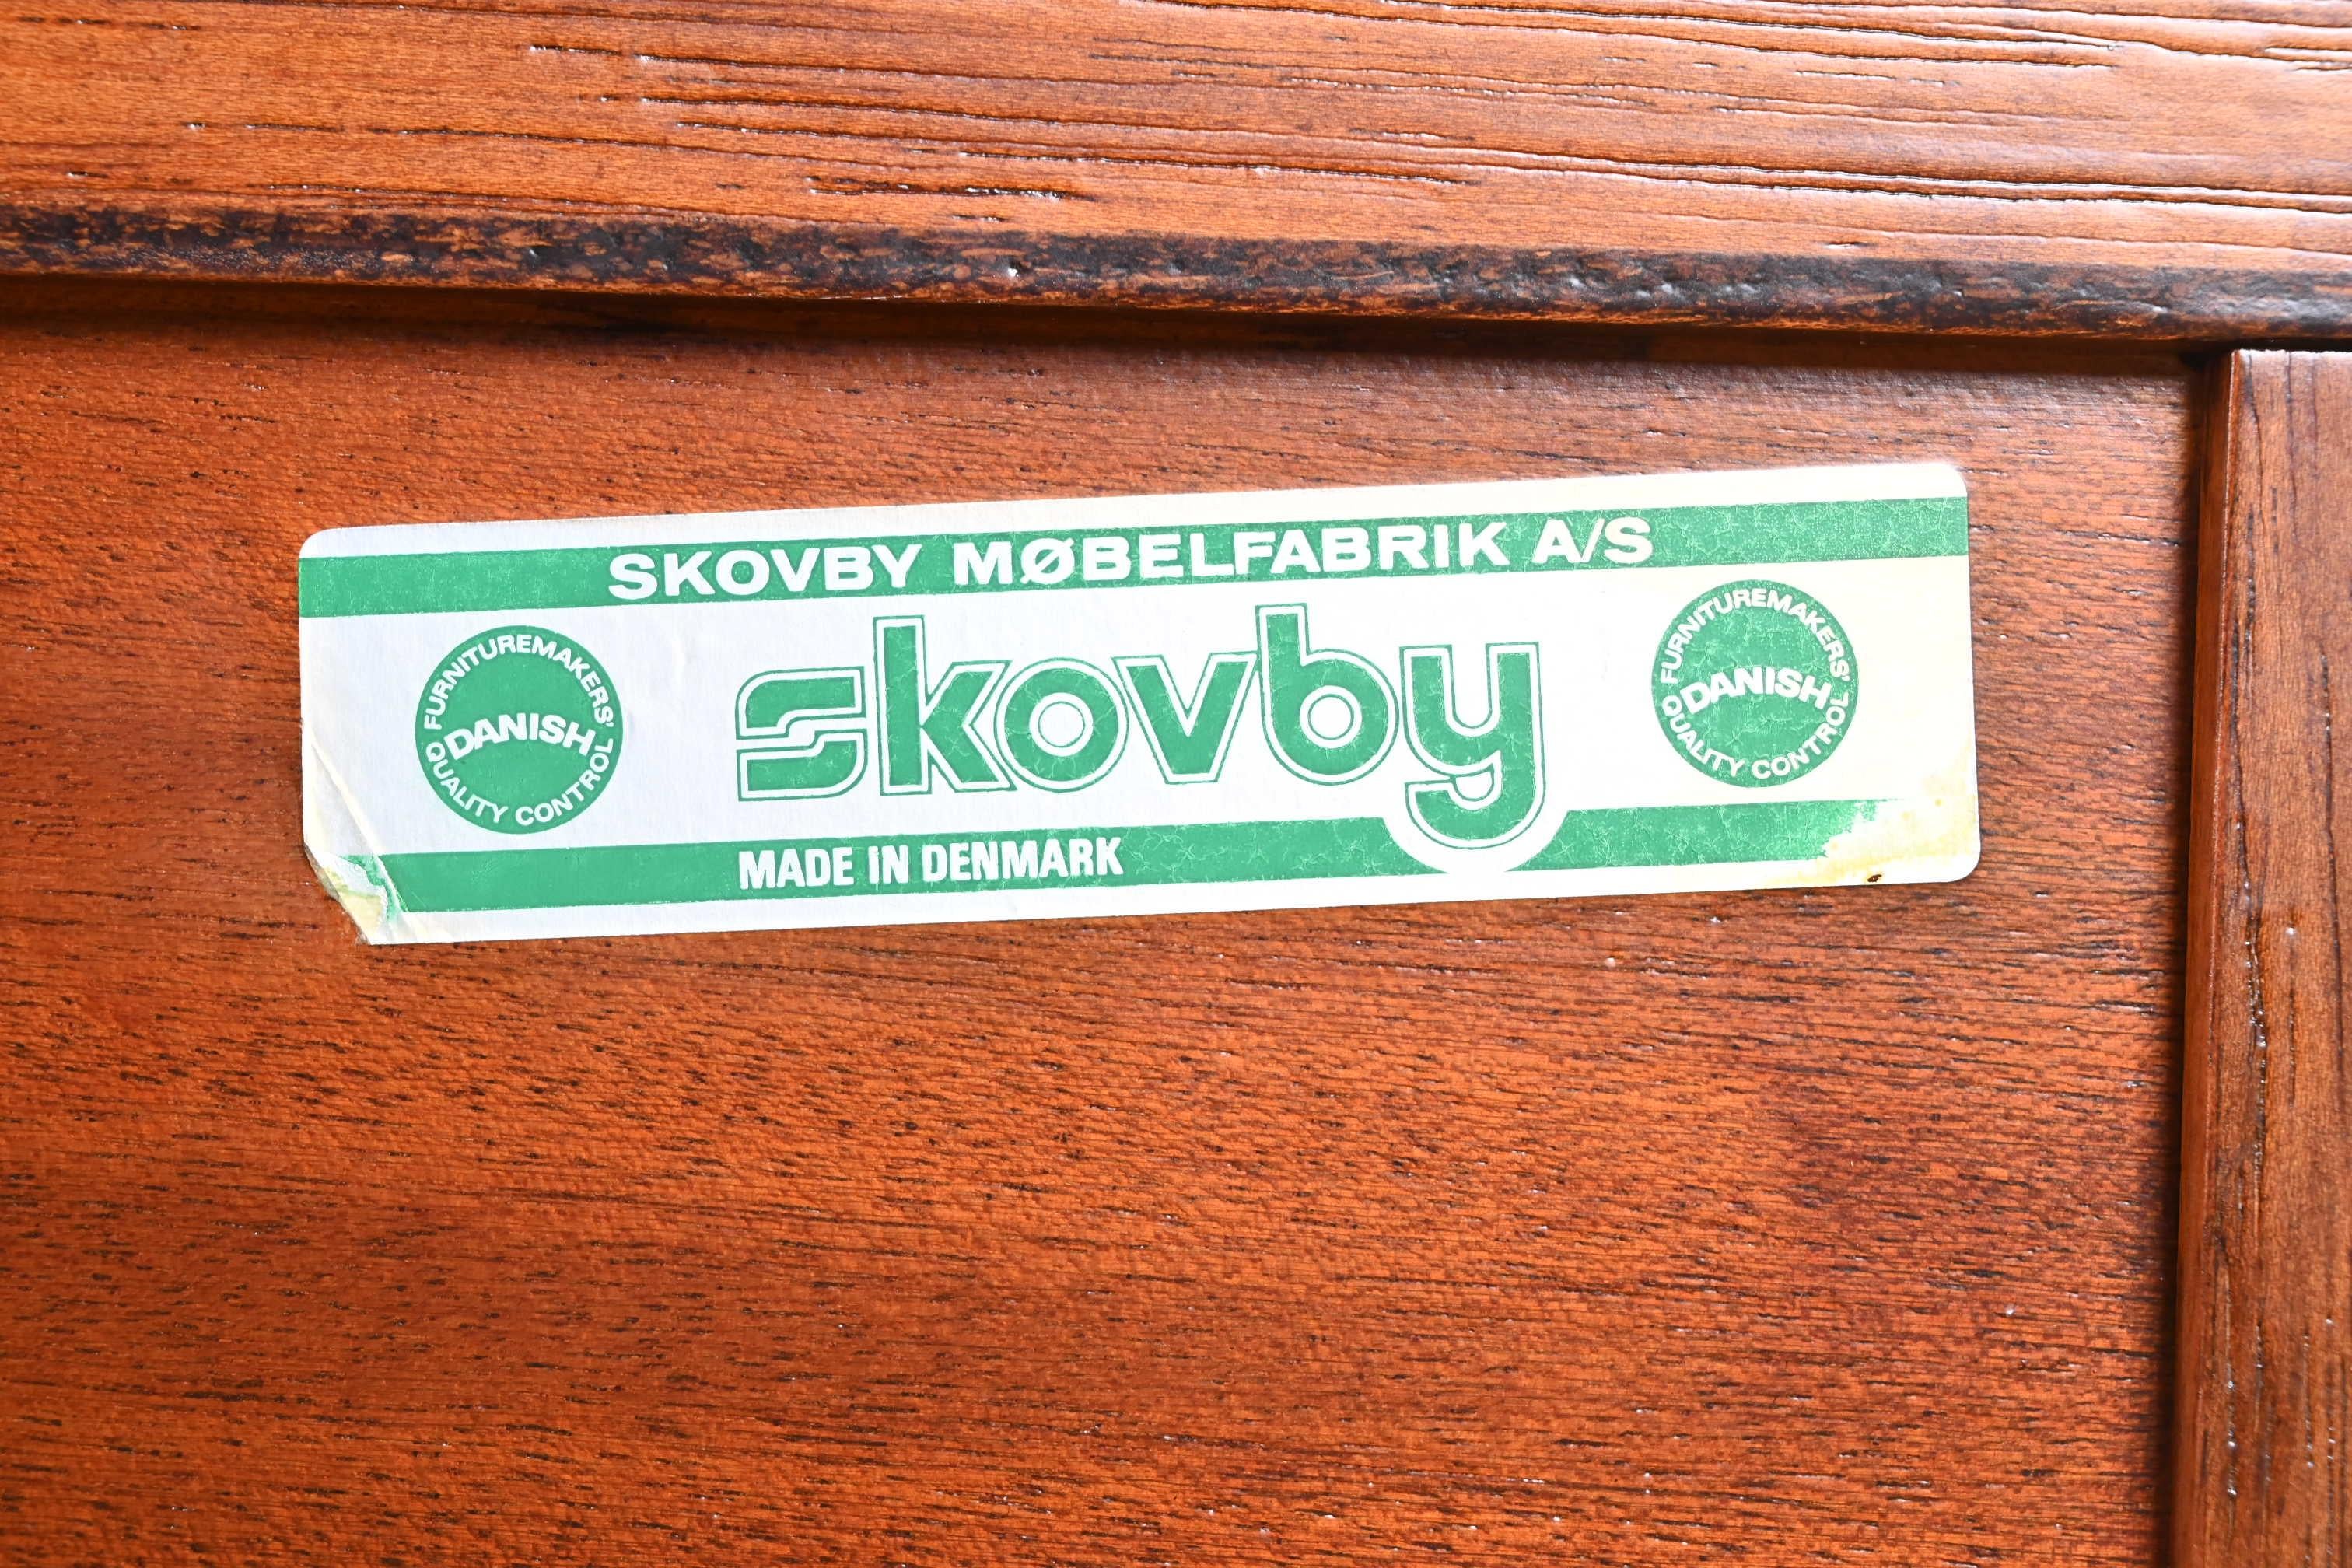 SKOVBY MØBELFABRIK A/S
FURNITUREMAKERS'
DANISH
QUALITY CONTROL
skovby
FURNITUREMAKERS'
DANISH
QUALITY CONTROL
MADE IN DENMARK